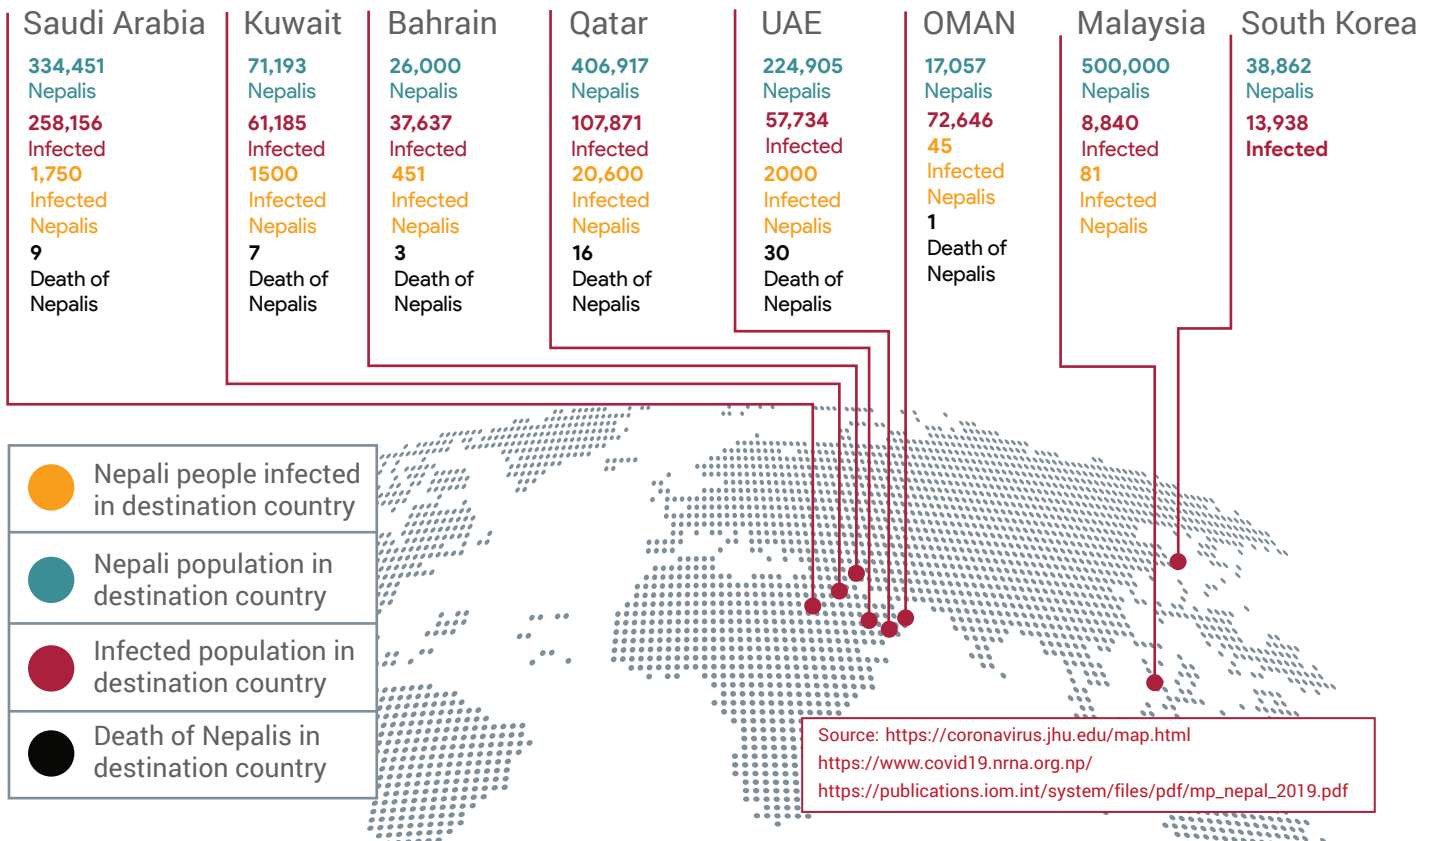 Saudi Arabia
334,451
Nepalis
258,156
Infected
1,750
Infected
Nepalis
9
Death of
Nepalis
Kuwait
71,193
Nepalis
61,185
Infected
1500
Infected
Nepalis
7
Death of
Nepalis
Bahrain
26,000
Nepalis
37,637
Infected
451
Infected
Nepalis
3
Death of
Nepalis
Qatar
406,917
Nepalis
107,871
Infected
20,600
Infected
Nepalis
16
Death of
Nepalis
UAE
224,905
Nepalis
57,734
Infected
2000
Infected
Nepalis
30
Death of
Nepalis
OMAN
17,057
Nepalis
72,646
45
Infected
Nepalis
1
Death of
Nepalis
Malaysia
500,000
Nepalis
8,840
Infected
81
Infected
Nepalis
South Korea
38,862
Nepalis
13,938
Infected
Nepali people infected
in destination country
Nepali population in
destination country
Infected population in
destination country
Death of Nepalis in
destination country
Source: https://coronavirus.jhu.edu/map.html
https://www.covid19.nrna.org.np/
https://publications.iom.int/system/files/pdf/mp_nepal_2019.pdf